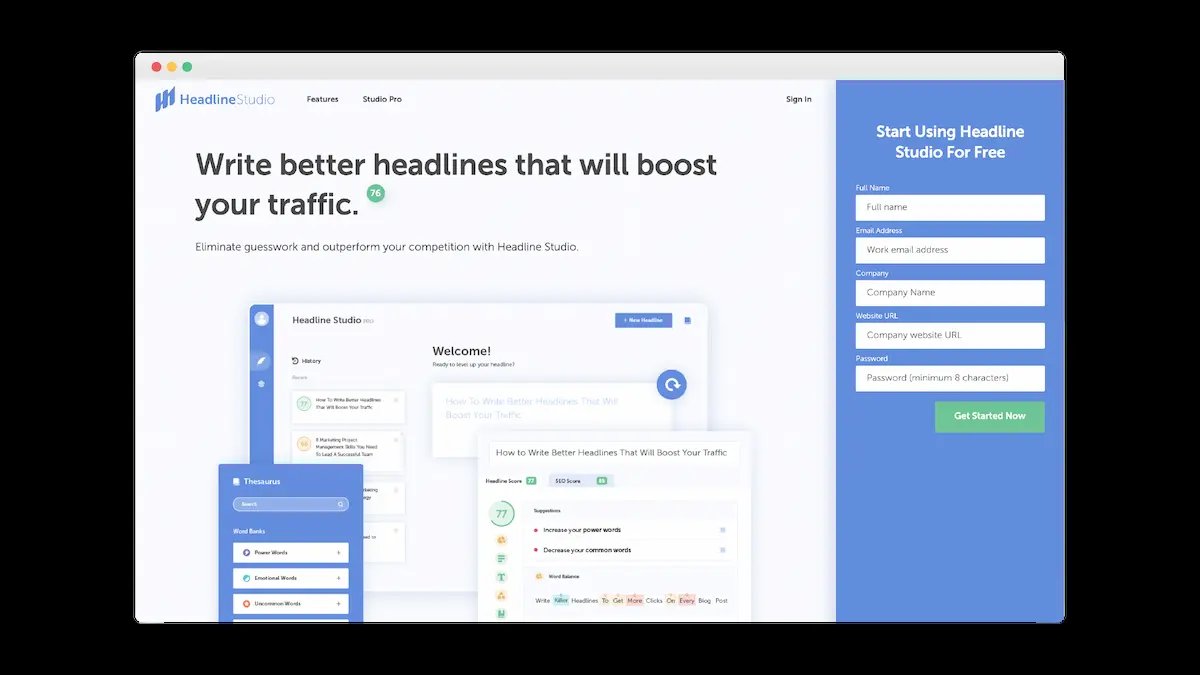 HeadlineStudio
Features
Studio Pro
Sign In
Write better headlines that will boost
your traffic.
76
Eliminate guesswork and outperform your competition with Headline Studio.
Headline Studio PRO
+ New Headline
History
Welcome!
Ready to level up your headline?
77
How To Write Better Headlines
That Will Boost Your Traffic
How To Write Better Headlines That Will
Boost Your Traffic
8 Marketing Project
Management Skills You Need
To Lead A Successful Team
Thesaurus
Search
Word Banks
Power Words
Emotional Words
Uncommon Words
How to Write Better Headlines That Will Boost Your Traffic
Headline Score 77
SEO Score
77
Suggestions
Increase your power words
Decrease your common words
Word Balance
Write Killer Headlines To Get More Clicks On Every Blog Post
Start Using Headline
Studio For Free
Full Name
Full name
Email Address
Work email address
Company
Company Name
Website URL
Company website URL
Password
Password (minimum 8 characters)
Get Started Now